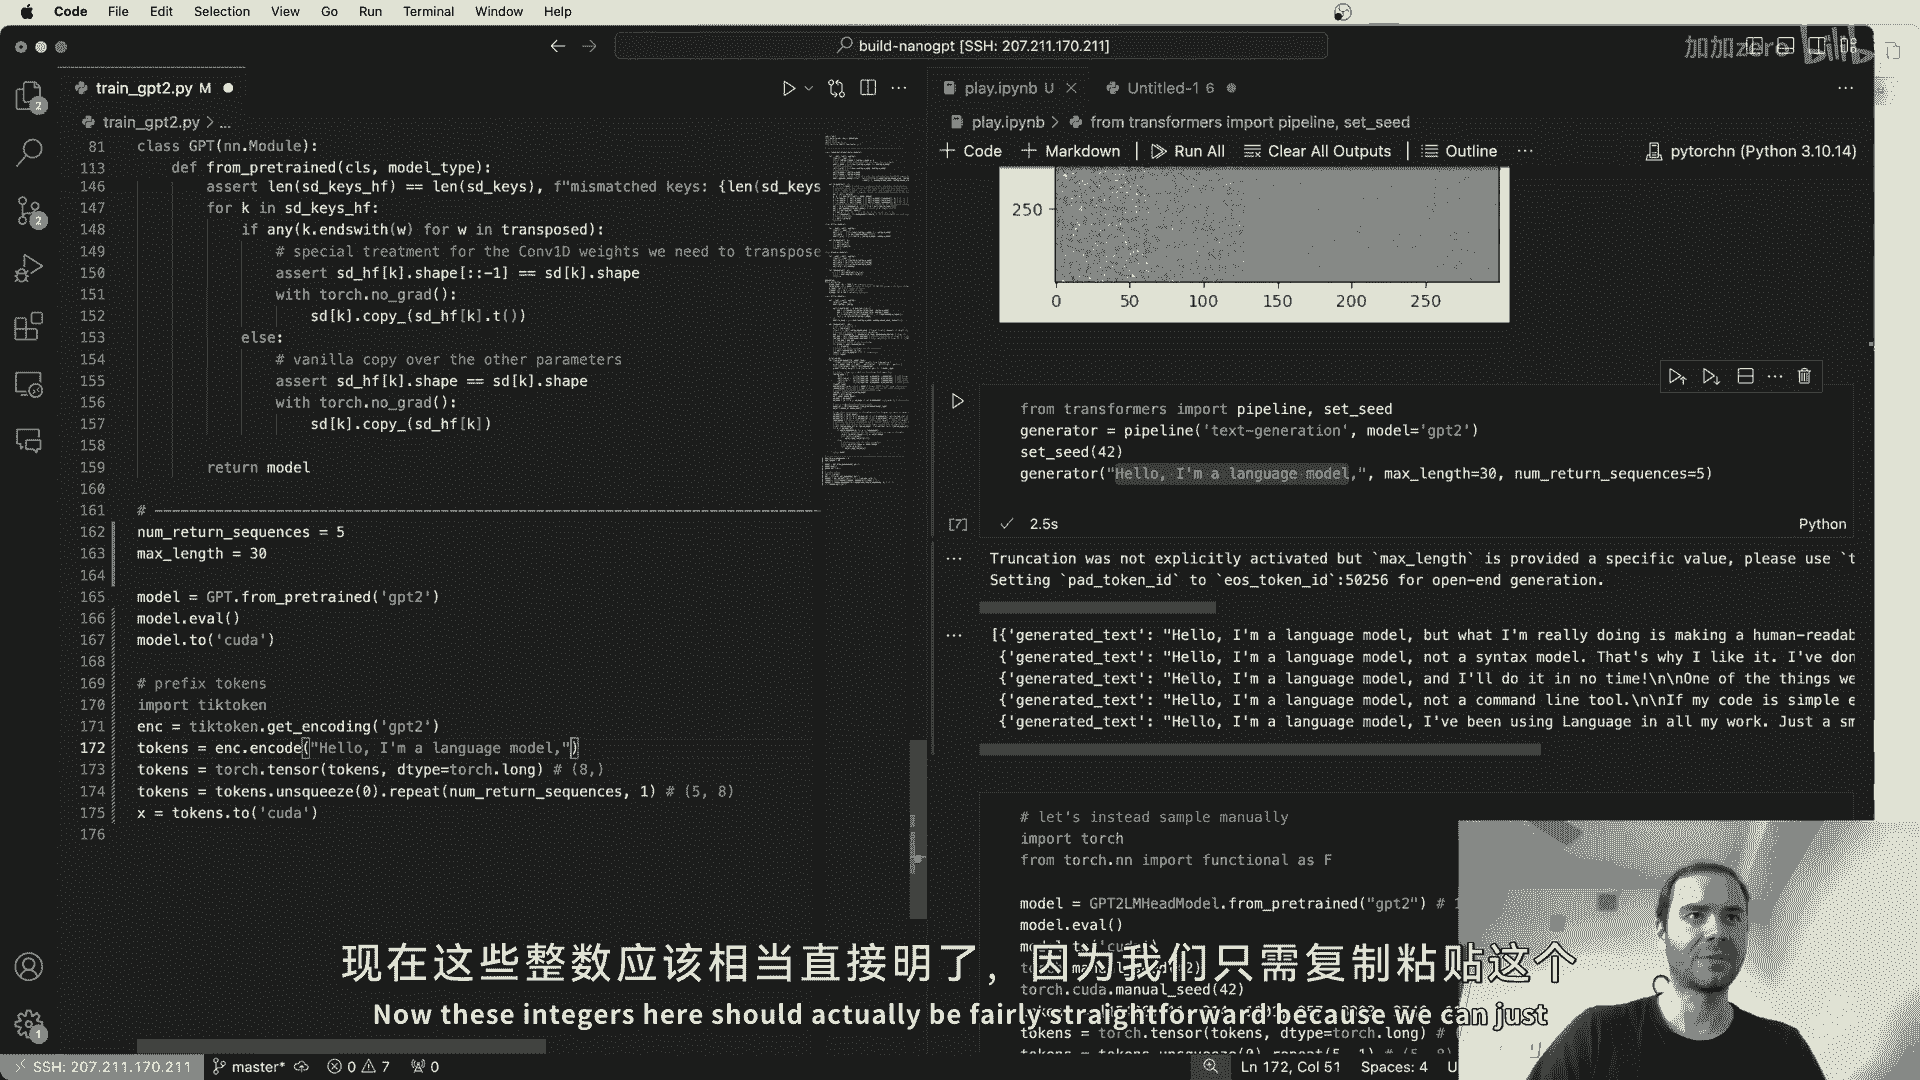 Code File Edit Selection View Go Run Terminal Window Help
build-nanogpt [SSH: 207.211.170.211]
加加zero bilib
2
2
1
train_gpt2.py M
train_gpt2.py > ...
81 class GPT(nn.Module):
113 def from_pretrained(cls, model_type):
146 assert len(sd_keys_hf) == len(sd_keys), f"mismatched keys: {len(sd_keys
147 for k in sd_keys_hf:
148 if any(k.endswith(w) for w in transposed):
149 # special treatment for the Conv1D weights we need to transpose
150 assert sd_hf[k].shape[::-1] == sd[k].shape
151 with torch.no_grad():
152 sd[k].copy_(sd_hf[k].t())
153 else:
154 # vanilla copy over the other parameters
155 assert sd_hf[k].shape == sd[k].shape
156 with torch.no_grad():
157 sd[k].copy_(sd_hf[k])
158
159 return model
160
161 # --------------------------------------------------------------------------
162 num_return_sequences = 5
163 max_length = 30
164
165 model = GPT.from_pretrained('gpt2')
166 model.eval()
167 model.to('cuda')
168
169 # prefix tokens
170 import tiktoken
171 enc = tiktoken.get_encoding('gpt2')
172 tokens = enc.encode("Hello, I'm a language model,")
173 tokens = torch.tensor(tokens, dtype=torch.long) # (8,)
174 tokens = tokens.unsqueeze(0).repeat(num_return_sequences, 1) # (5, 8)
175 x = tokens.to('cuda')
176
play.ipynb U Untitled-1 6
play.ipynb > from transformers import pipeline, set_seed
Code Markdown Run All Clear All Outputs Outline pytorchn (Python 3.10.14)
250
0 50 100 150 200 250
from transformers import pipeline, set_seed
generator = pipeline('text-generation', model='gpt2')
set_seed(42)
generator("Hello, I'm a language model,", max_length=30, num_return_sequences=5)
[7] 2.5s Python
Truncation was not explicitly activated but `max_length` is provided a specific value, please use `t
Setting `pad_token_id` to `eos_token_id`:50256 for open-end generation.
[{'generated_text': "Hello, I'm a language model, but what I'm really doing is making a human-readab
{'generated_text': "Hello, I'm a language model, not a syntax model. That's why I like it. I've don
{'generated_text': "Hello, I'm a language model, and I'll do it in no time!\n\nOne of the things we
{'generated_text': "Hello, I'm a language model, not a command line tool.\n\nIf my code is simple e
{'generated_text': "Hello, I'm a language model, I've been using Language in all my work. Just a sm
# let's instead sample manually
import torch
from torch.nn import functional as F
model = GPT2LMHeadModel.from_pretrained("gpt2") #
model.eval()
torch.cuda.manual_seed(42)
tokens = torch.tensor(tokens, dtype=torch.long) #
现在这些整数应该相当直接明了，因为我们只需复制粘贴这个
Now these integers here should actually be fairly straightforward because we can just
SSH: 207.211.170.211 master* 0 7 0 Ln 172, Col 51 Spaces: 4